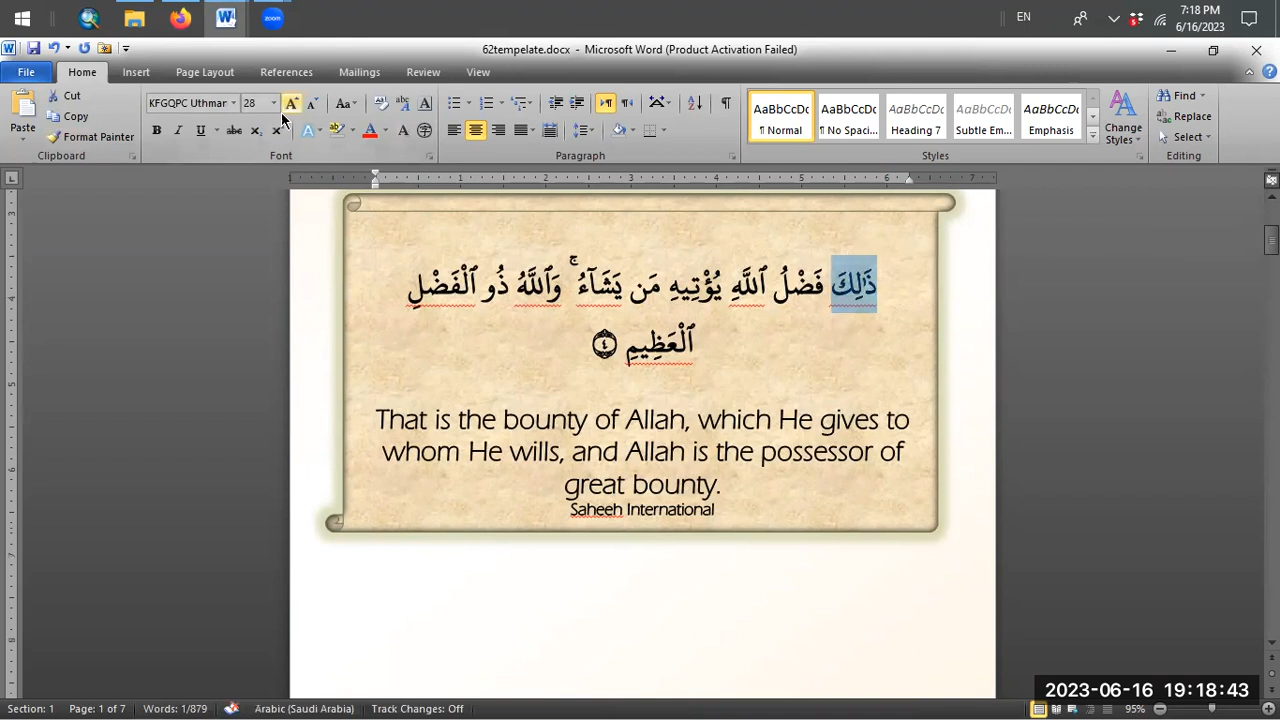 zoom
EN
7:18 PM
6/16/2023
62tempelate.docx - Microsoft Word (Product Activation Failed)
File Home Insert Page Layout References Mailings Review View
Paste
Cut
Copy
Format Painter
Clipboard
KFGQPC Uthmar 28
Font
Paragraph
AaBbCcDc AaBbCcDc AaBbCcDc AaBbCcDc AaBbCcDc
¶ Normal ¶ No Spaci... Heading 7 Subtle Em... Emphasis
Change Styles
Styles
Find
Replace
Select
Editing
ذَٰلِكَ فَضْلُ ٱللَّهِ يُؤْتِيهِ مَن يَشَآءُ ۚ وَٱللَّهُ ذُو ٱلْفَضْلِ
ٱلْعَظِيمِ ٤
That is the bounty of Allah, which He gives to
whom He wills, and Allah is the possessor of
great bounty.
Saheeh International
2023-06-16 19:18:43
Section: 1 Page: 1 of 7 Words: 1/879 Arabic (Saudi Arabia) Track Changes: Off 95%